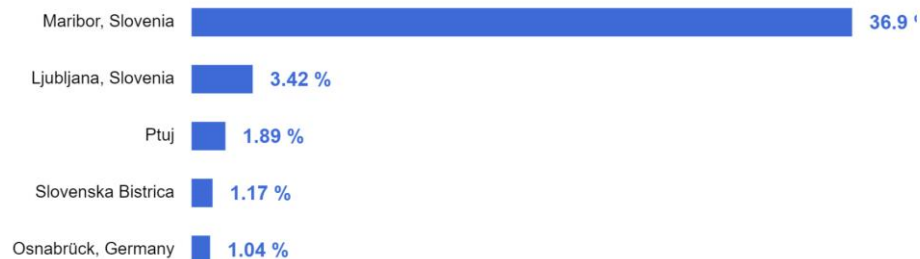 Maribor, Slovenia 36.9 %
Ljubljana, Slovenia 3.42 %
Ptuj 1.89 %
Slovenska Bistrica 1.17 %
Osnabrück, Germany 1.04 %